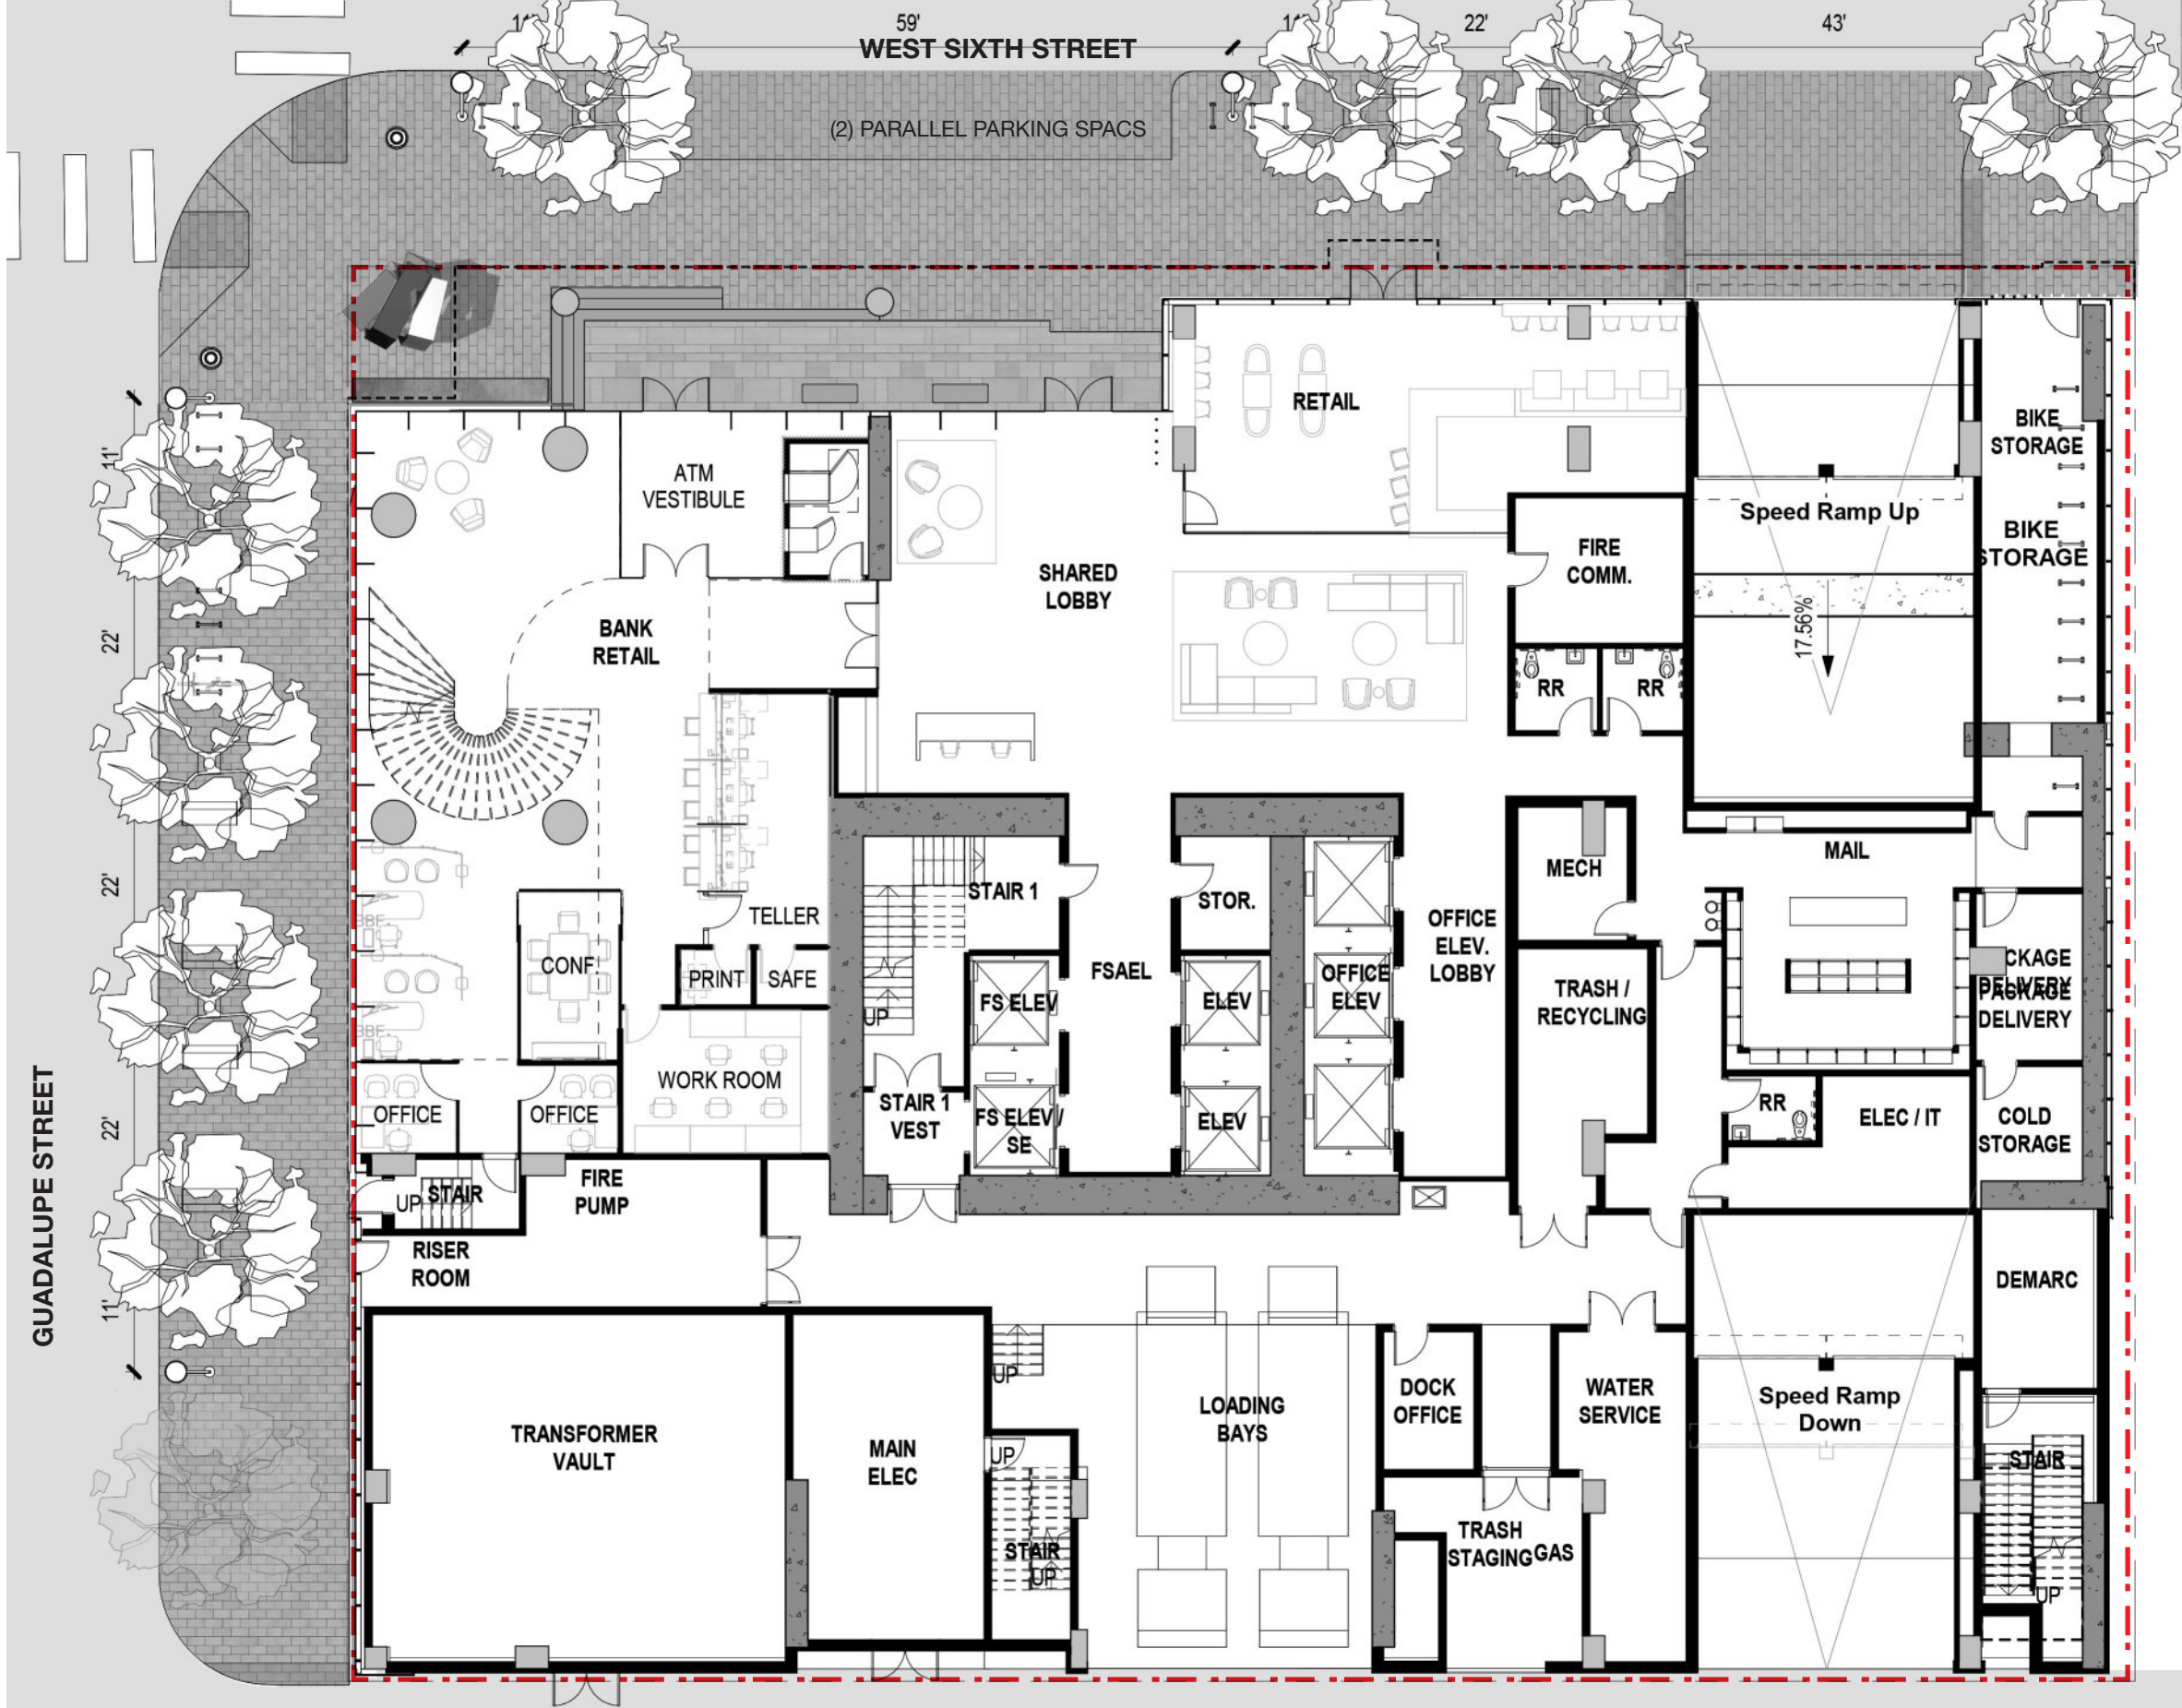 59'
22'
43'
WEST SIXTH STREET
(2) PARALLEL PARKING SPACS
11'
22'
22'
22'
11'
GUADALUPE STREET
RETAIL
ATM
VESTIBULE
SHARED
LOBBY
BANK
RETAIL
FIRE
COMM.
RR
RR
Speed Ramp Up
17.56%
BIKE
STORAGE
BIKE
STORAGE
MAIL
MECH
STAIR 1
STOR.
TELLER
CONF.
PRINT
SAFE
BBF
BBF
OFFICE
OFFICE
WORK ROOM
UP
FS ELEV
FSAEL
ELEV
OFFICE
ELEV
OFFICE
ELEV.
LOBBY
TRASH /
RECYCLING
CKAGE
DELIVERY
PACKAGE
DELIVERY
STAIR 1
VEST
FS ELEV /
SE
ELEV
RR
ELEC / IT
COLD
STORAGE
UP
STAIR
FIRE
PUMP
RISER
ROOM
DEMARC
UP
TRANSFORMER
VAULT
MAIN
ELEC
UP
STAIR
UP
LOADING
BAYS
DOCK
OFFICE
WATER
SERVICE
TRASH
STAGING
GAS
Speed Ramp
Down
STAIR
UP